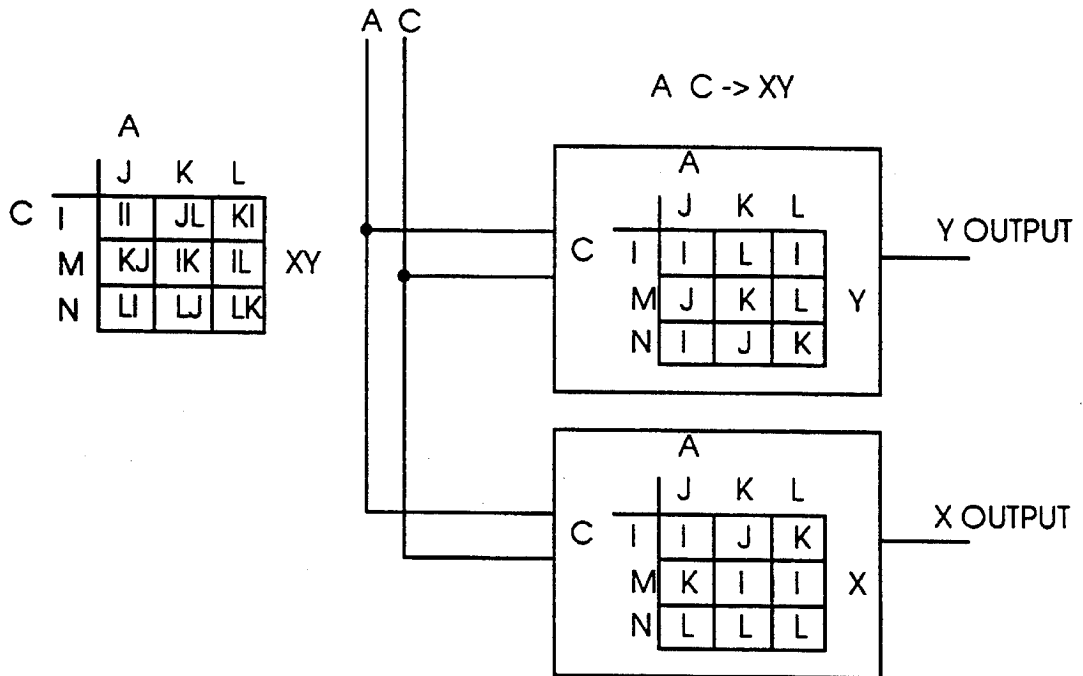 A C
A C -> XY
A
J K L
C I II JL KI
M KJ IK IL XY
N LI LJ LK
A
J K L
C I I L I
M J K L Y
N I J K
Y OUTPUT
A
J K L
C I I J K
M K I I X
N L L L
X OUTPUT